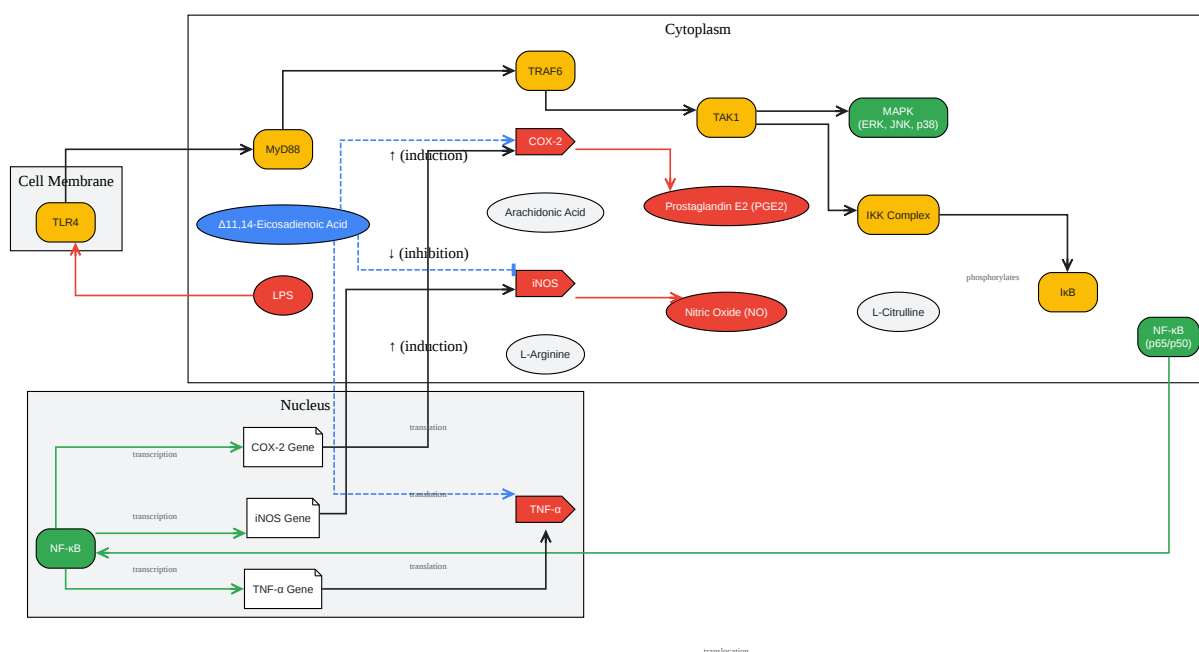 Cytoplasm
TRAF6
TAK1
MAPK
(ERK, JNK, p38)
COX-2
MyD88
↑ (induction)
Cell Membrane
TLR4
Δ11,14-Eicosadienoic Acid
Arachidonic Acid
Prostaglandin E2 (PGE2)
IKK Complex
↓ (inhibition)
phosphorylates
LPS
iNOS
IκB
Nitric Oxide (NO)
L-Citrulline
NF-κB
(p65/p50)
↑ (induction)
L-Arginine
Nucleus
translation
COX-2 Gene
transcription
translation
TNF-α
transcription
iNOS Gene
NF-κB
transcription
translation
TNF-α Gene
translocation